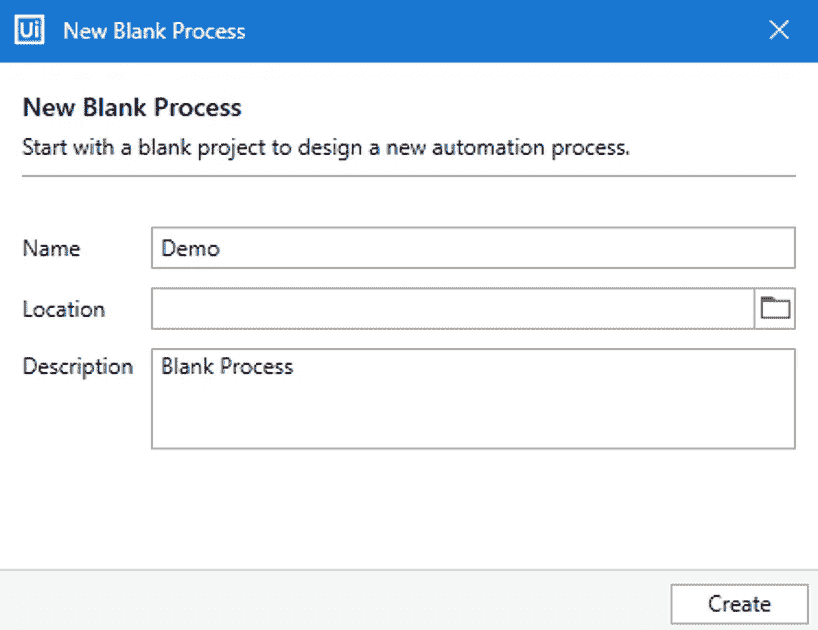 Ui New Blank Process
New Blank Process
Start with a blank project to design a new automation process.
Name Demo
Location
Description Blank Process
Create